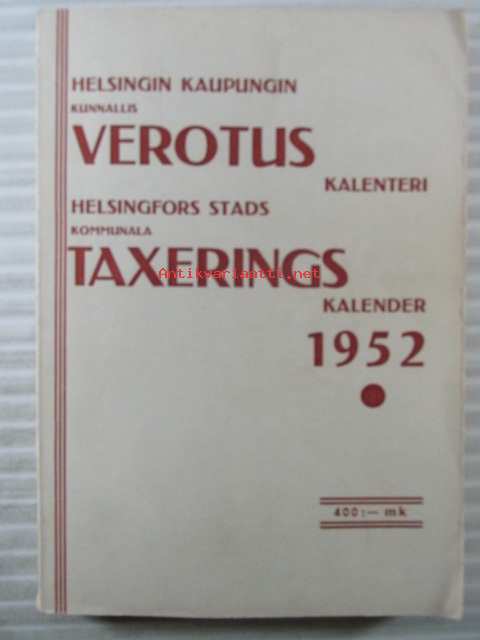 HELSINGIN KAUPUNGIN
KUNNALLIS
VEROTUS
KALENTERI
HELSINGFORS STADS
KOMMUNALA
TAXERINGS
Antikvariaatti.net
KALENDER
1952
400:— mk